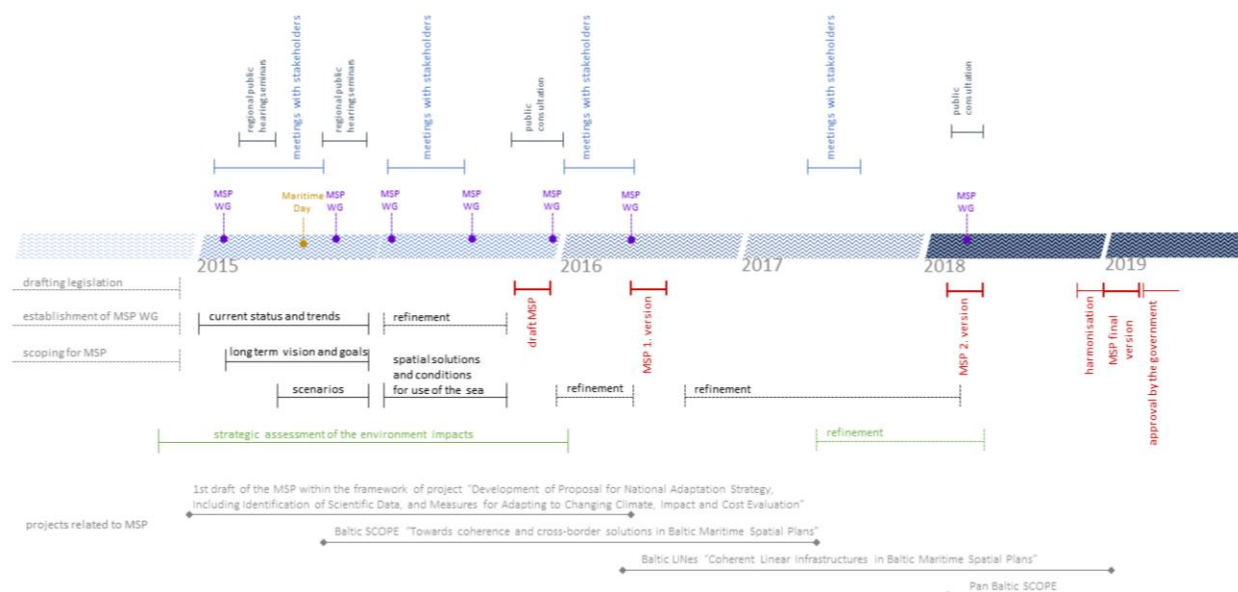 regional public
hearing seminars
meetings with stakeholders
regional public
hearing seminars
meetings with stakeholders
public
consultation
meetings with stakeholders
meetings with stakeholders
public
consultation
MSP
WG
Maritime
Day
MSP
WG
MSP
WG
MSP
WG
MSP
WG
MSP
WG
MSP
WG
2015
2016
2017
2018
2019
drafting legislation
establishment of MSP WG
scoping for MSP
current status and trends
refinement
long term vision and goals
scenarios
spatial solutions
and conditions
for use of the sea
refinement
refinement
draft MSP
MSP 1. version
MSP 2. version
harmonisation
MSP final
version
approval by the government
strategic assessment of the environment impacts
refinement
projects related to MSP
1st draft of the MSP within the framework of project "Development of Proposal for National Adaptation Strategy,
Including Identification of Scientific Data, and Measures for Adapting to Changing Climate, Impact and Cost Evaluation"
Baltic SCOPE "Towards coherence and cross-border solutions in Baltic Maritime Spatial Plans"
Baltic LINes "Coherent Linear Infrastructures in Baltic Maritime Spatial Plans"
Pan Baltic SCOPE